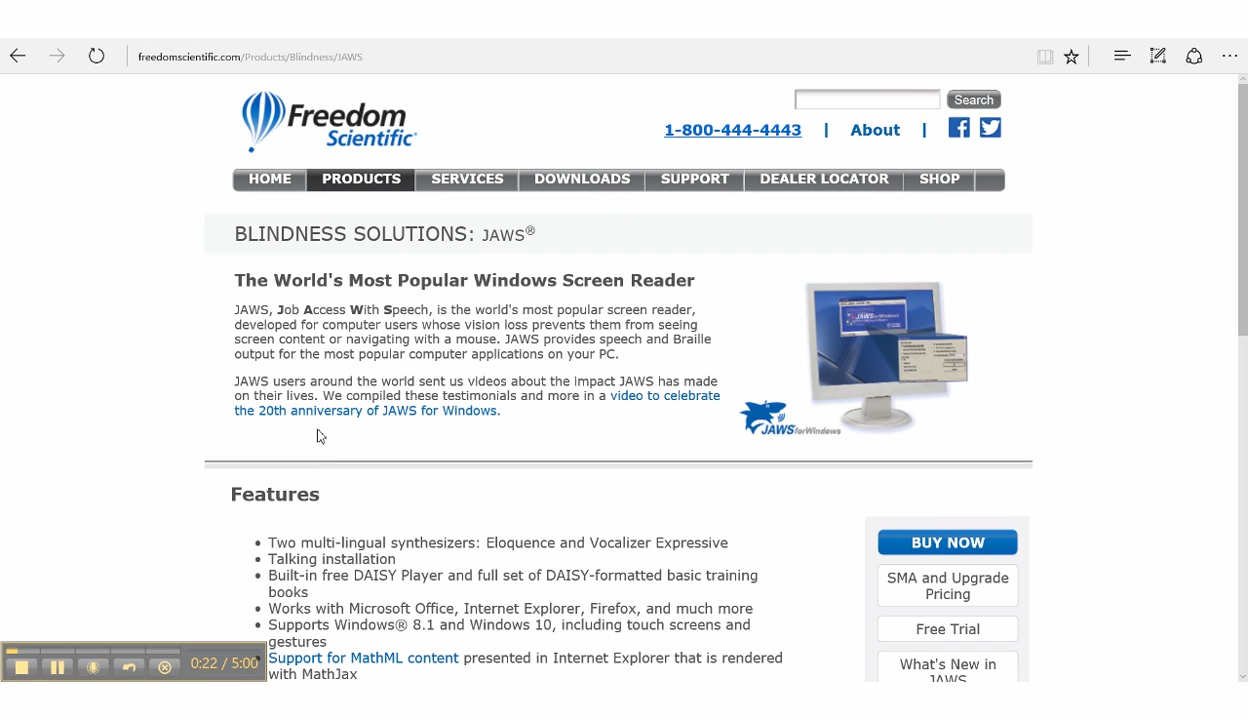 freedomscientific.com/Products/Blindness/JAWS
Freedom
Scientific®
Search
1-800-444-4443 | About |
HOME PRODUCTS SERVICES DOWNLOADS SUPPORT DEALER LOCATOR SHOP
BLINDNESS SOLUTIONS: JAWS®
The World's Most Popular Windows Screen Reader
JAWS, Job Access With Speech, is the world's most popular screen reader,
developed for computer users whose vision loss prevents them from seeing
screen content or navigating with a mouse. JAWS provides speech and Braille
output for the most popular computer applications on your PC.
JAWS users around the world sent us videos about the impact JAWS has made
on their lives. We compiled these testimonials and more in a video to celebrate
the 20th anniversary of JAWS for Windows.
JAWS for Windows
JAWS for Windows
Features
• Two multi-lingual synthesizers: Eloquence and Vocalizer Expressive
• Talking installation
• Built-in free DAISY Player and full set of DAISY-formatted basic training
books
• Works with Microsoft Office, Internet Explorer, Firefox, and much more
• Supports Windows® 8.1 and Windows 10, including touch screens and
gestures
• Support for MathML content presented in Internet Explorer that is rendered
with MathJax
BUY NOW
SMA and Upgrade
Pricing
Free Trial
What's New in
JAWS
0:22 / 5:00